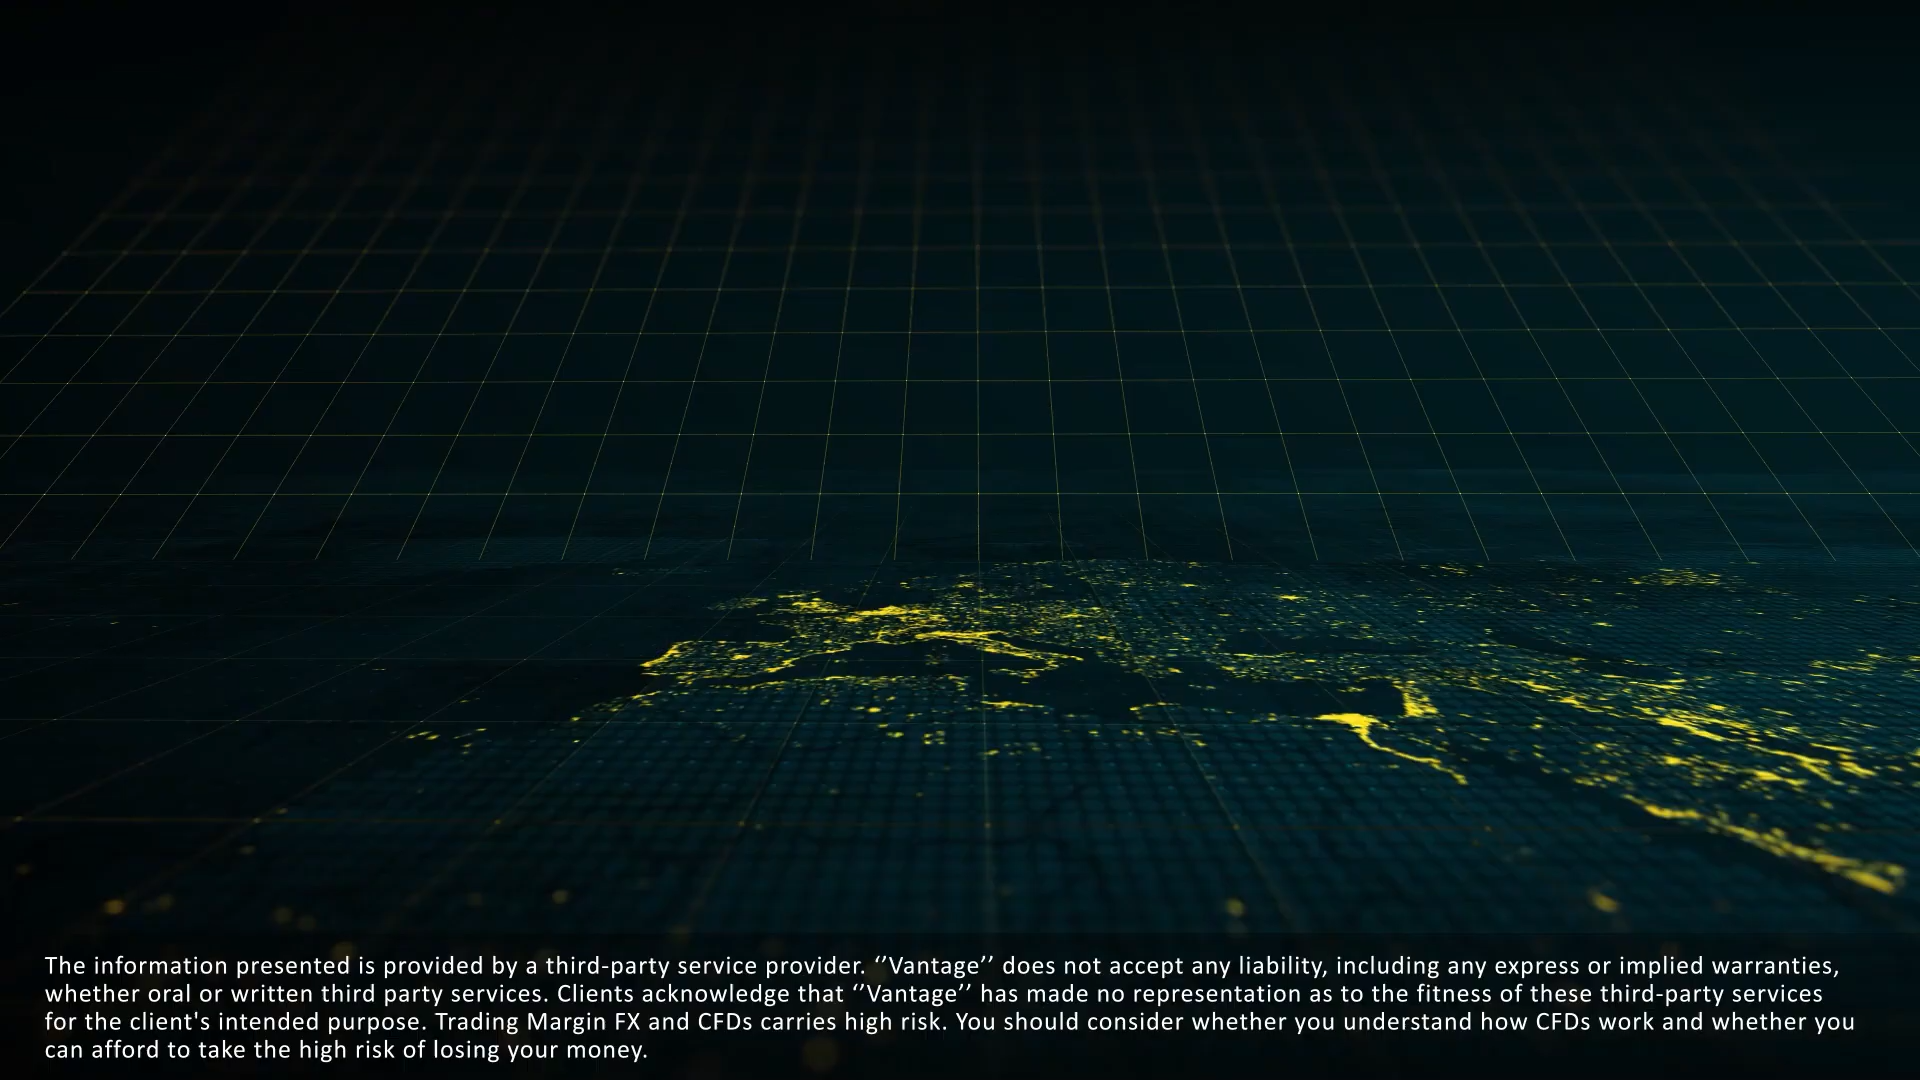 The information presented is provided by a third-party service provider. ‘’Vantage’’ does not accept any liability, including any express or implied warranties,
whether oral or written third party services. Clients acknowledge that ‘’Vantage’’ has made no representation as to the fitness of these third-party services
for the client's intended purpose. Trading Margin FX and CFDs carries high risk. You should consider whether you understand how CFDs work and whether you
can afford to take the high risk of losing your money.